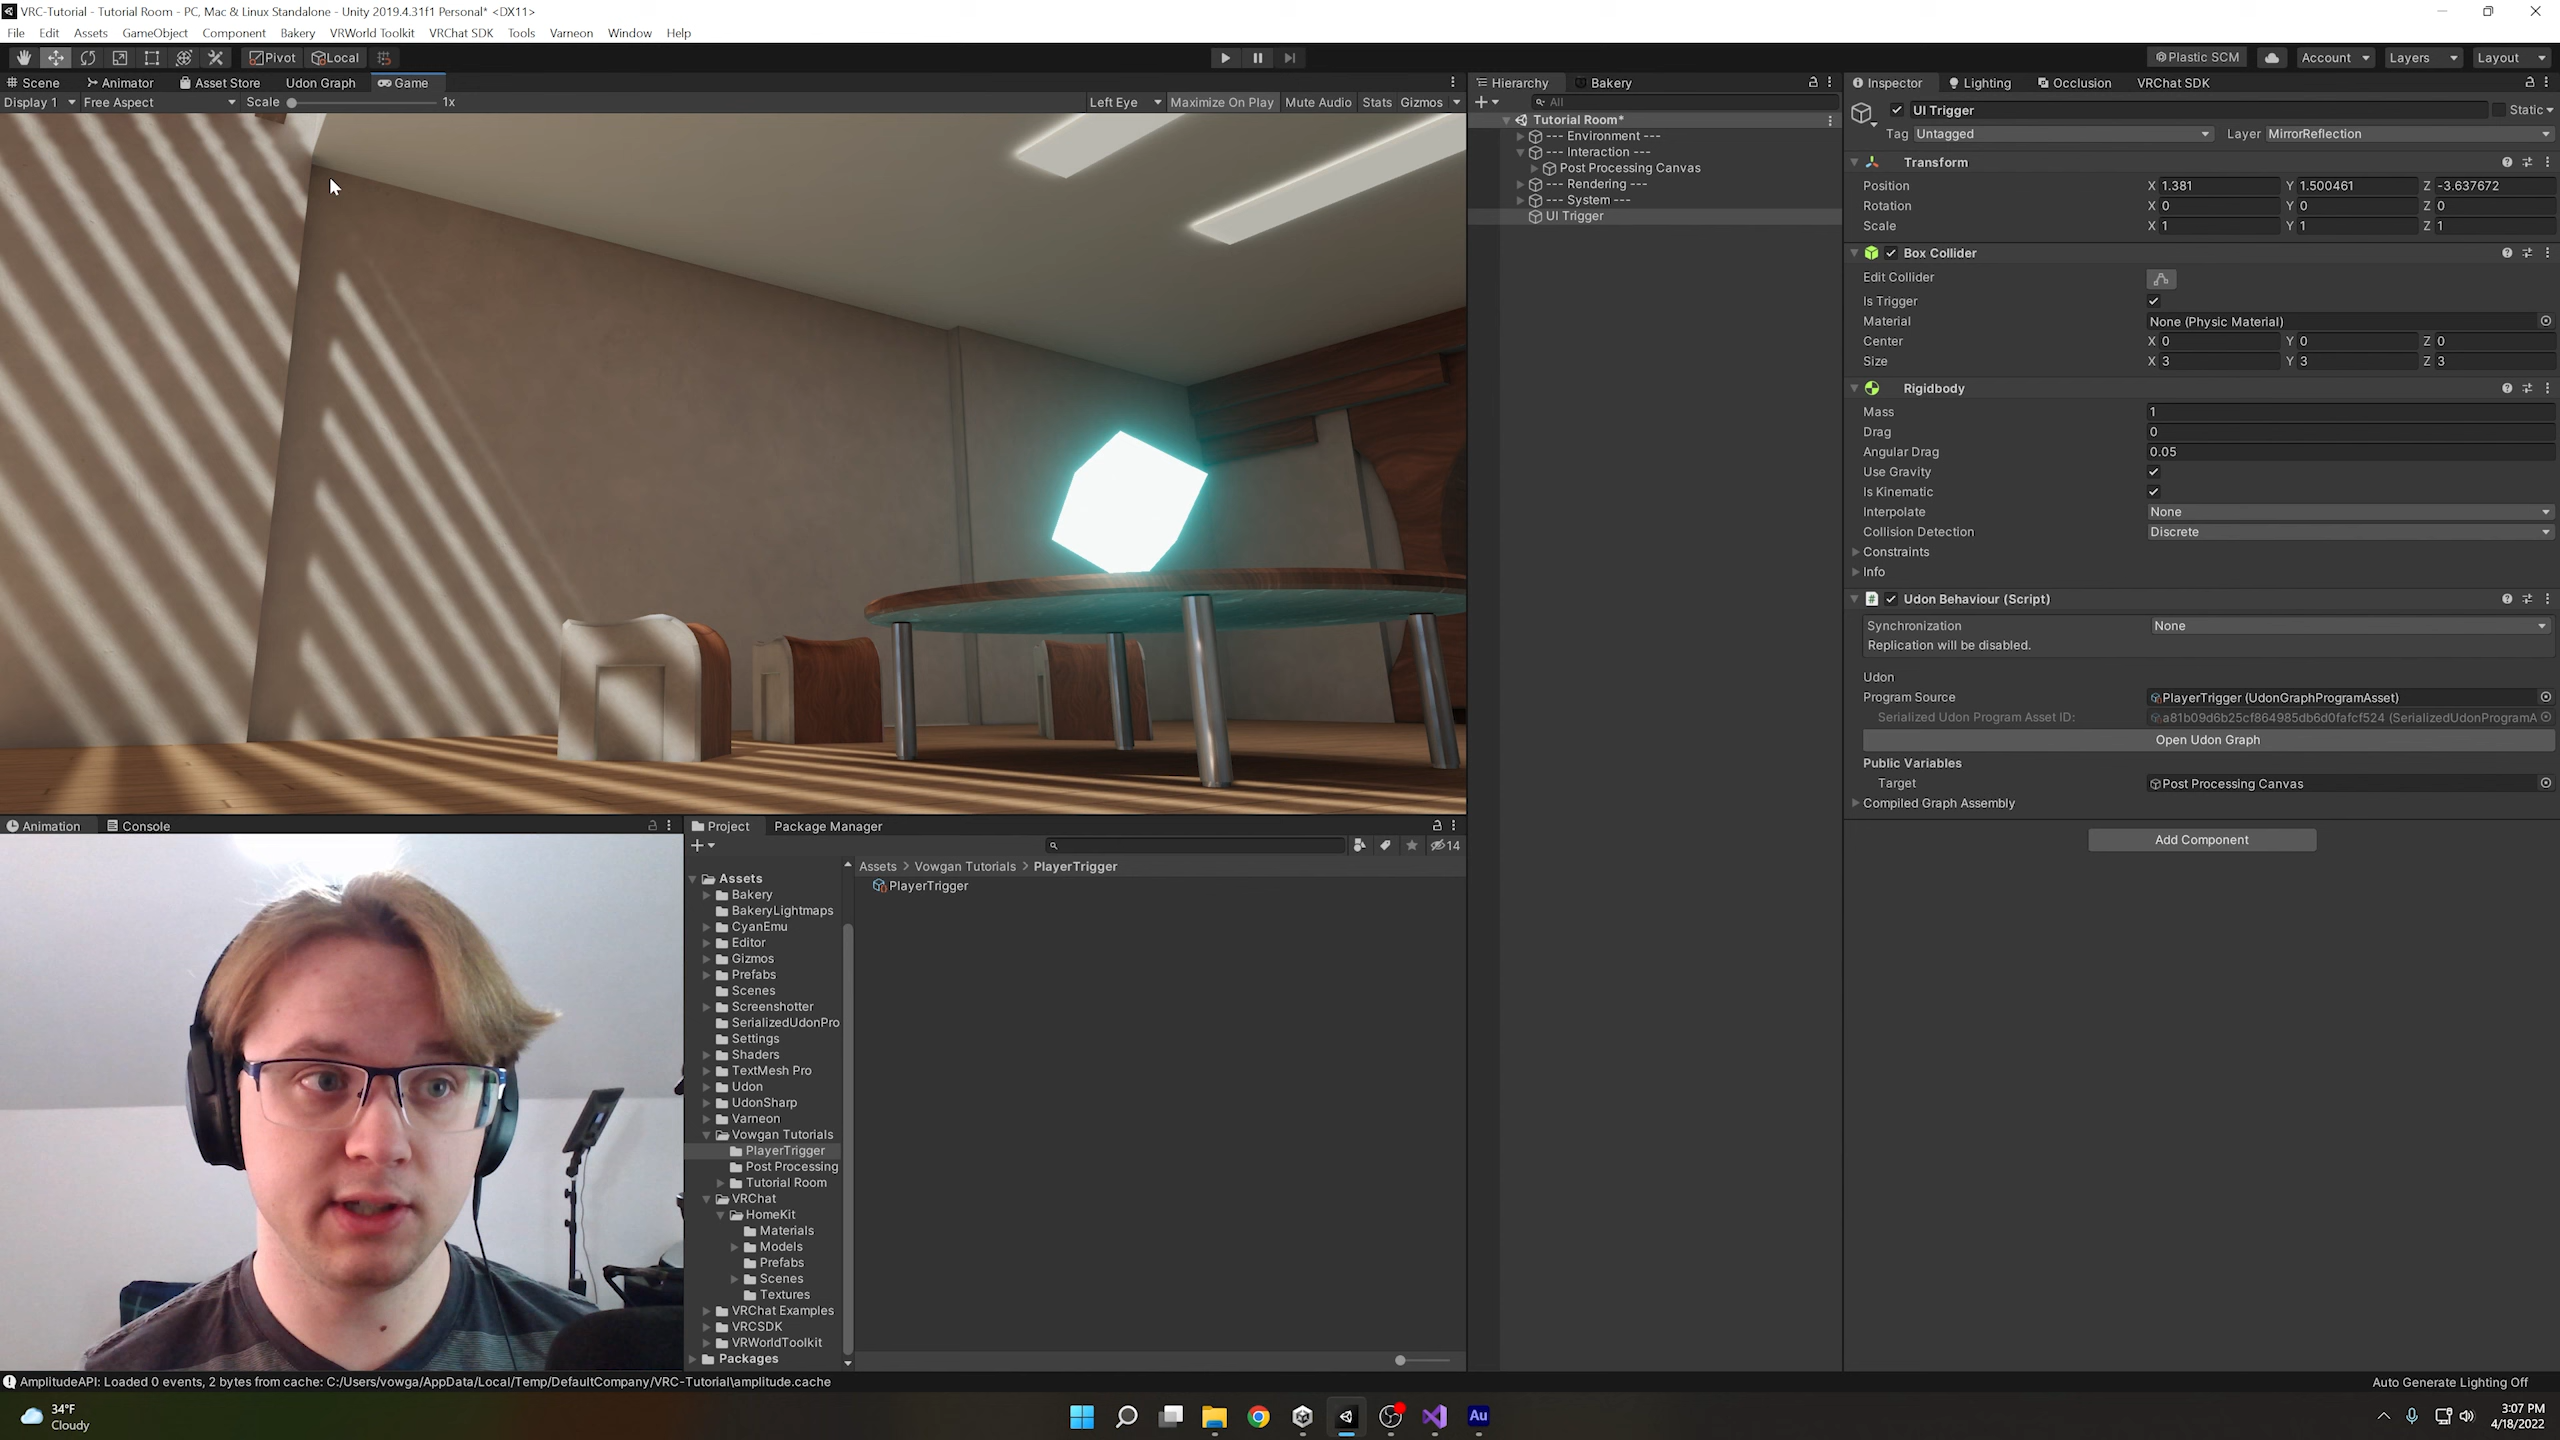 VRC-Tutorial - Tutorial Room - PC, Mac & Linux Standalone - Unity 2019.4.31f1 Personal* <DX11>
File Edit Assets GameObject Component Bakery VRWorld Toolkit VRChat SDK Tools Varneon Window Help
Pivot Local Plastic SCM Account Layers Layout
Scene Animator Asset Store Udon Graph Game
Display 1 Free Aspect Scale 1x Left Eye Maximize On Play Mute Audio Stats Gizmos
Hierarchy Bakery
All
Tutorial Room*
--- Environment ---
--- Interaction ---
Post Processing Canvas
--- Rendering ---
--- System ---
UI Trigger
Inspector Lighting Occlusion VRChat SDK
UI Trigger Static
Tag Untagged Layer MirrorReflection
Transform
Position X 1.381 Y 1.500461 Z -3.637672
Rotation X 0 Y 0 Z 0
Scale X 1 Y 1 Z 1
Box Collider
Edit Collider
Is Trigger
Material None (Physic Material)
Center X 0 Y 0 Z 0
Size X 3 Y 3 Z 3
Rigidbody
Mass 1
Drag 0
Angular Drag 0.05
Use Gravity
Is Kinematic
Interpolate None
Collision Detection Discrete
Constraints
Info
Udon Behaviour (Script)
Synchronization None
Replication will be disabled.
Udon
Program Source PlayerTrigger (UdonGraphProgramAsset)
Serialized Udon Program Asset ID: a81b09d6b25cf864985db6d0fafcf524 (SerializedUdonProgramA
Open Udon Graph
Public Variables
Target Post Processing Canvas
Compiled Graph Assembly
Add Component
Animation Console
Project Package Manager
14
Assets > Vowgan Tutorials > PlayerTrigger
PlayerTrigger
Assets
Bakery
BakeryLightmaps
CyanEmu
Editor
Gizmos
Prefabs
Scenes
Screenshotter
SerializedUdonPro
Settings
Shaders
TextMesh Pro
Udon
UdonSharp
Varneon
Vowgan Tutorials
PlayerTrigger
Post Processing
Tutorial Room
VRChat
HomeKit
Materials
Models
Prefabs
Scenes
Textures
VRChat Examples
VRCSDK
VRWorldToolkit
Packages
AmplitudeAPI: Loaded 0 events, 2 bytes from cache: C:/Users/vowga/AppData/Local/Temp/DefaultCompany/VRC-Tutorial\amplitude.cache
Auto Generate Lighting Off
34°F
Cloudy
Au
3:07 PM
4/18/2022